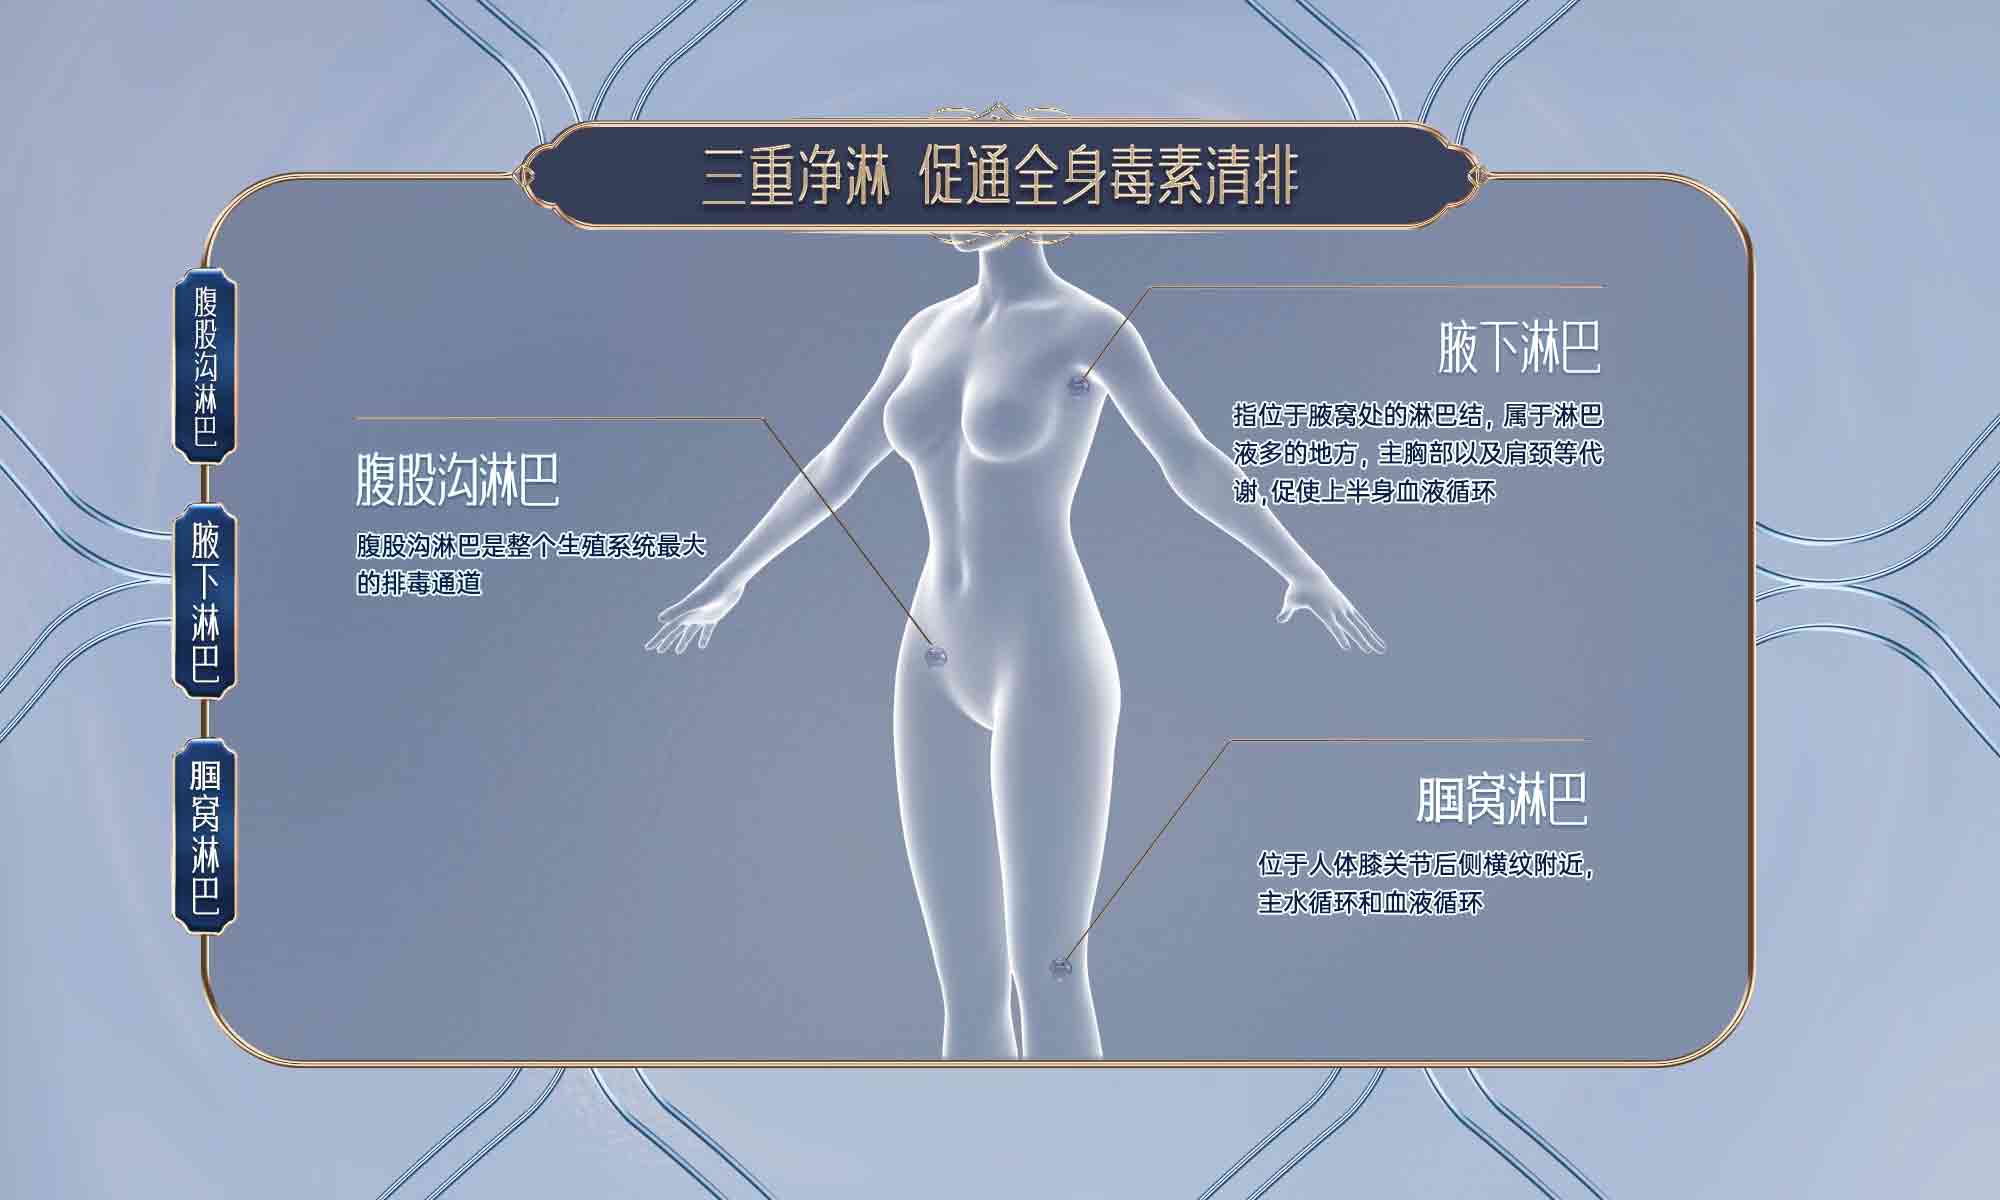 三重净淋 促通全身毒素清排
腹股沟淋巴
腋下淋巴
腘窝淋巴
腋下淋巴
指位于腋窝处的淋巴结，属于淋巴
液多的地方，主胸部以及肩颈等代
谢,促使上半身血液循环
腹股沟淋巴
腹股沟淋巴是整个生殖系统最大
的排毒通道
腘窝淋巴
位于人体膝关节后侧横纹附近，
主水循环和血液循环